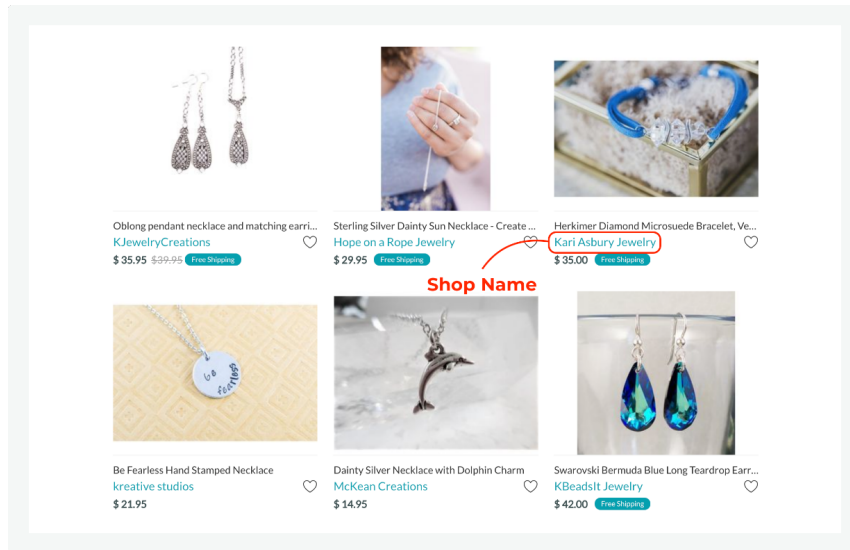 Oblong pendant necklace and matching earri...
KJewelryCreations
$ 35.95 $39.95 Free Shipping
Sterling Silver Dainty Sun Necklace - Create ...
Hope on a Rope Jewelry
$ 29.95 Free Shipping
Herkimer Diamond Microsuede Bracelet, Ve...
Kari Asbury Jewelry
$ 35.00 Free Shipping
Shop Name
be
fearless
Be Fearless Hand Stamped Necklace
kreative studios
$ 21.95
Dainty Silver Necklace with Dolphin Charm
McKean Creations
$ 14.95
Swarovski Bermuda Blue Long Teardrop Earr...
KBeadsIt Jewelry
$ 42.00 Free Shipping